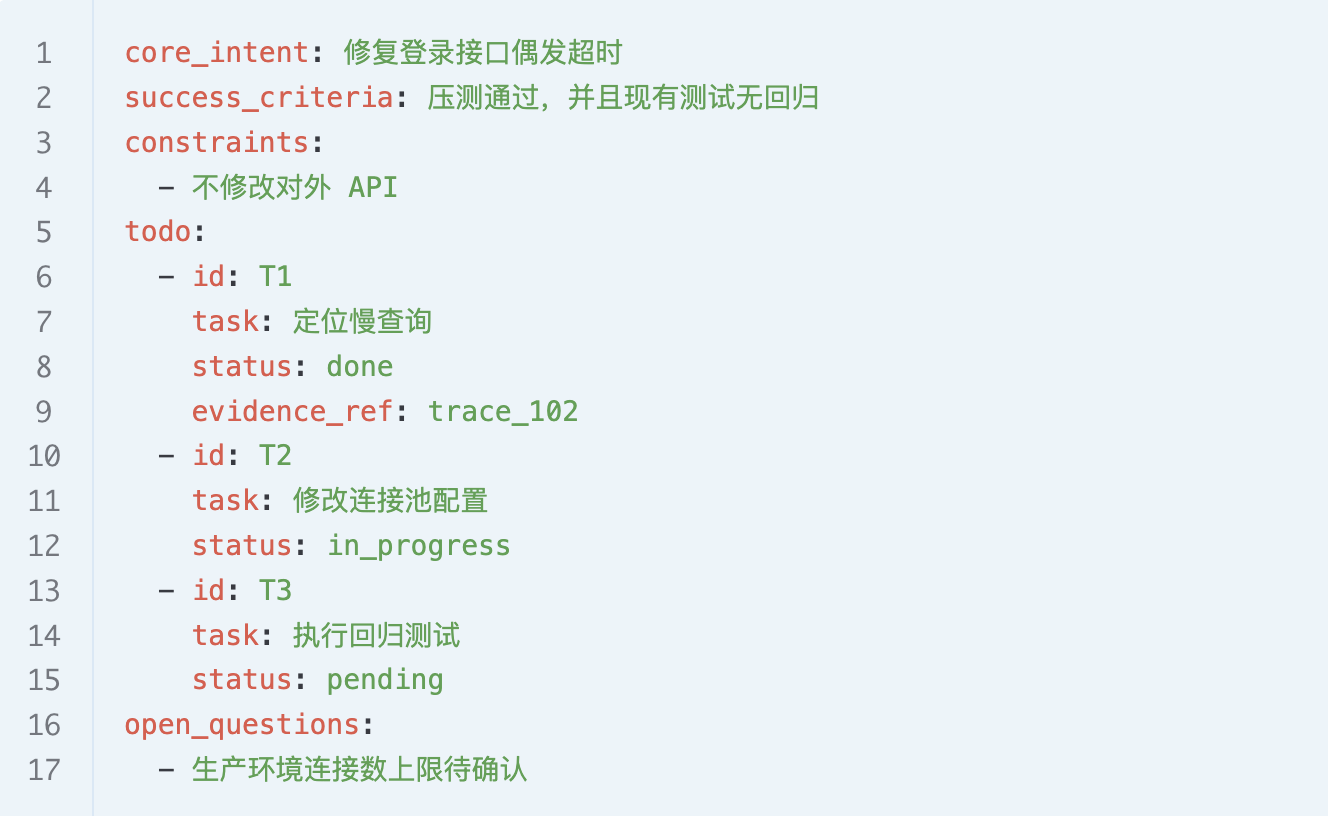 1 core_intent: 修复登录接口偶发超时
2 success_criteria: 压测通过，并且现有测试无回归
3 constraints:
4   - 不修改对外 API
5 todo:
6   - id: T1
7     task: 定位慢查询
8     status: done
9     evidence_ref: trace_102
10   - id: T2
11     task: 修改连接池配置
12     status: in_progress
13   - id: T3
14     task: 执行回归测试
15     status: pending
16 open_questions:
17   - 生产环境连接数上限待确认